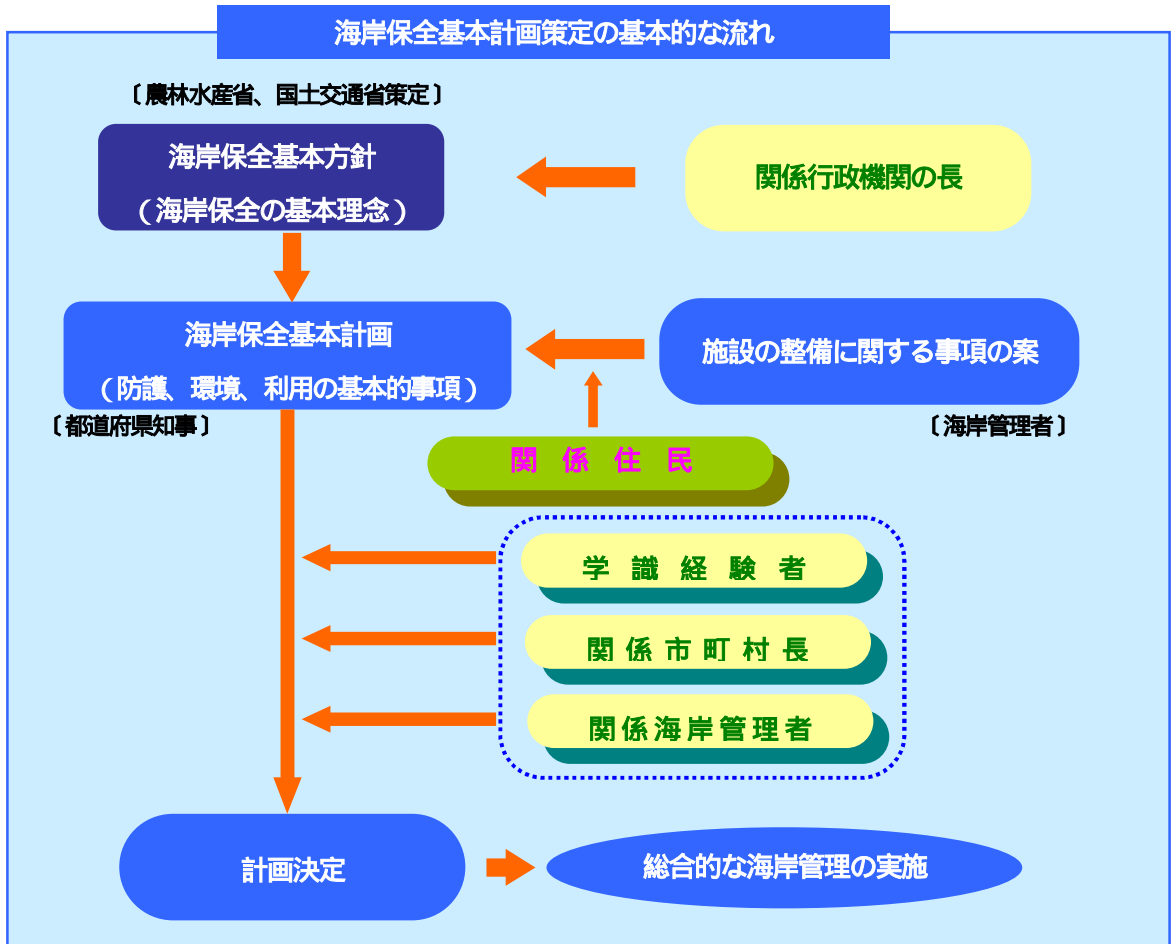 海岸保全基本計画策定の基本的な流れ
〔農林水産省、国土交通省策定〕
海岸保全基本方針
（海岸保全の基本理念）
関係行政機関の長
海岸保全基本計画
（防護、環境、利用の基本的事項）
〔都道府県知事〕
施設の整備に関する事項の案
〔海岸管理者〕
関係住民
学識経験者
関係市町村長
関係海岸管理者
計画決定
総合的な海岸管理の実施